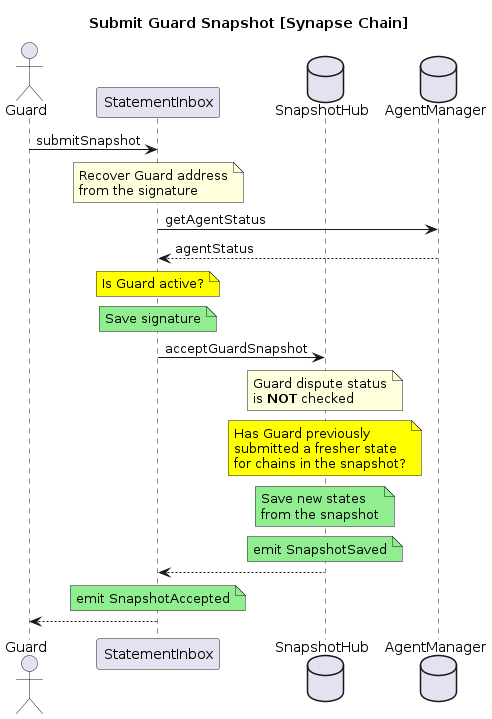 Submit Guard Snapshot [Synapse Chain]
Guard
StatementInbox
SnapshotHub
AgentManager
submitSnapshot
Recover Guard address
from the signature
getAgentStatus
agentStatus
Is Guard active?
Save signature
acceptGuardSnapshot
Guard dispute status
is NOT checked
Has Guard previously
submitted a fresher state
for chains in the snapshot?
Save new states
from the snapshot
emit SnapshotSaved
emit SnapshotAccepted
Guard
StatementInbox
SnapshotHub
AgentManager